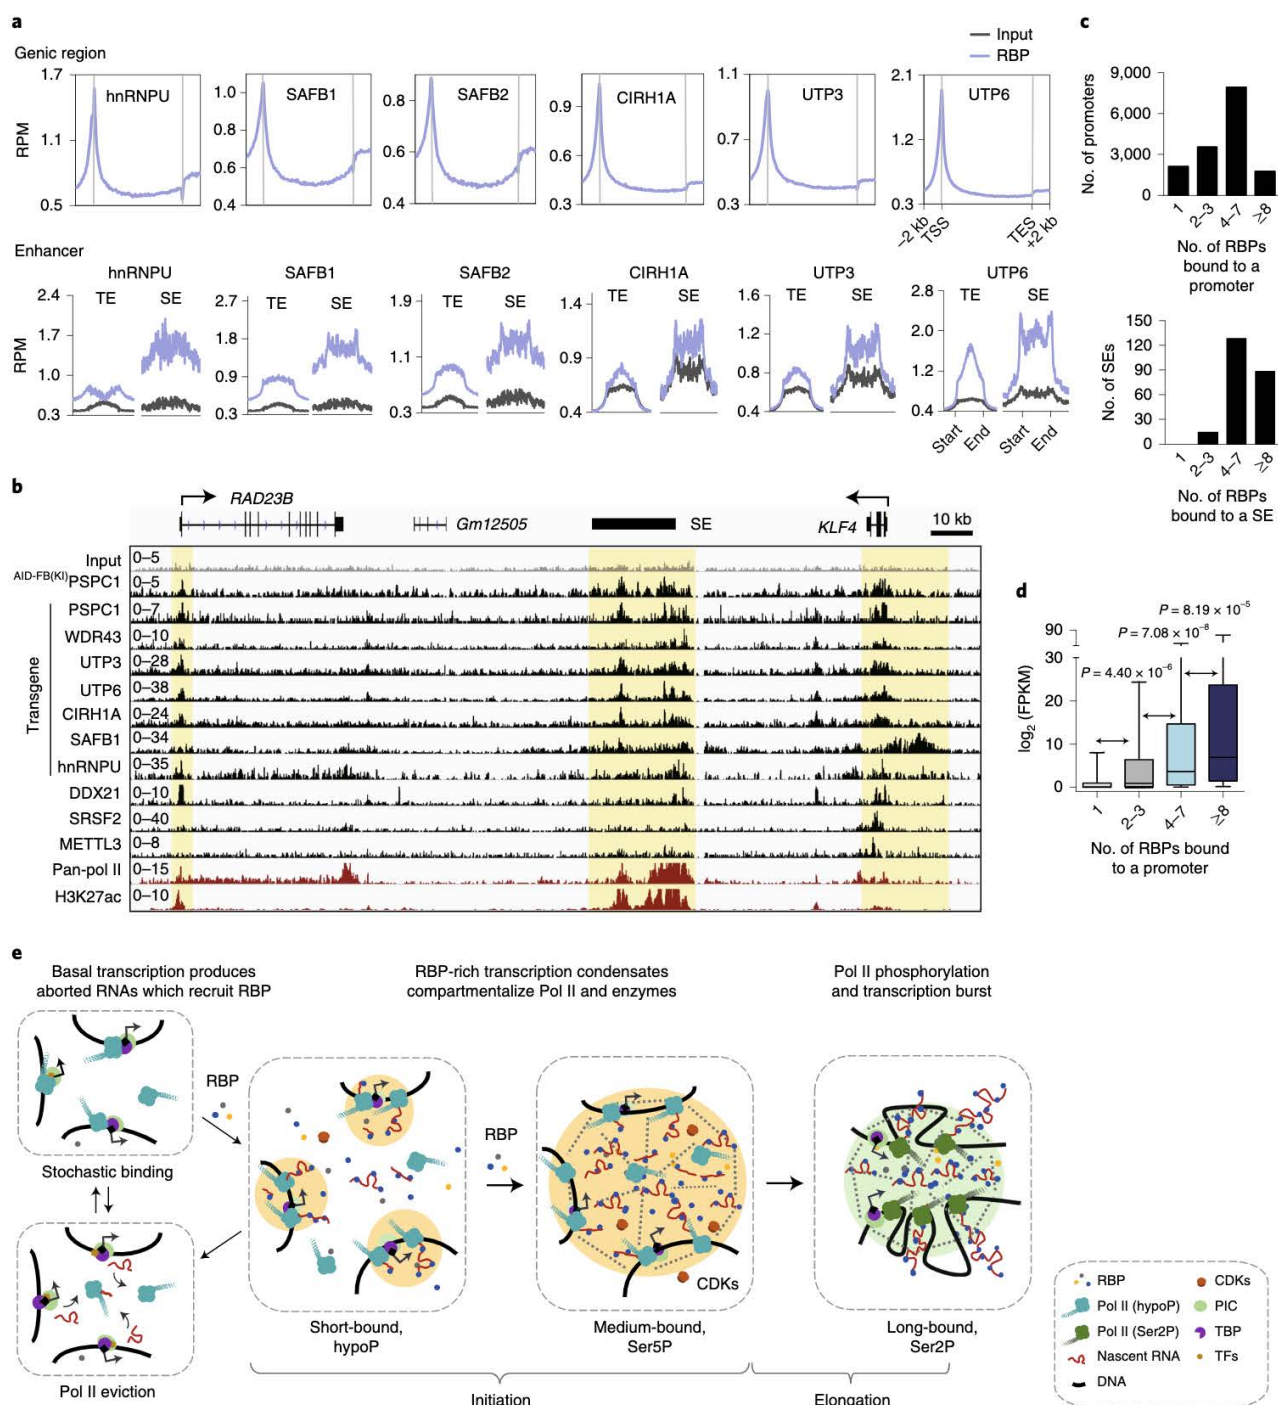 a
Genic region
Input
RBP
RPM
1.7
1.1
0.5
hnRNPU
1.0
0.8
0.6
0.4
SAFB1
0.8
0.6
0.4
SAFB2
0.9
0.6
0.3
CIRH1A
1.1
0.7
0.3
UTP3
2.1
1.2
0.3
UTP6
−2 kb
TSS
TES
+2 kb
Enhancer
RPM
hnRNPU
TE SE
2.4
1.7
1.0
0.3
SAFB1
TE SE
2.7
1.8
0.9
0.3
SAFB2
TE SE
1.9
1.1
0.3
CIRH1A
TE SE
1.4
0.9
0.4
UTP3
TE SE
1.6
1.2
0.8
0.4
UTP6
TE SE
2.8
2.0
1.2
0.4
Start
End
Start
End
c
No. of promoters
9,000
6,000
3,000
0
1
2–3
4–7
≥8
No. of RBPs
bound to a
promoter
No. of SEs
150
120
90
60
30
0
1
2–3
4–7
≥8
No. of RBPs
bound to a SE
b
RAD23B
Gm12505
SE
KLF4
10 kb
Input 0–5
AID-FB(KI) PSPC1 0–5
Transgene
PSPC1 0–7
WDR43 0–10
UTP3 0–28
UTP6 0–38
CIRH1A 0–24
SAFB1 0–34
hnRNPU 0–35
DDX21 0–10
SRSF2 0–40
METTL3 0–8
Pan-pol II 0–15
H3K27ac 0–10
d
P = 8.19 × 10−5
P = 7.08 × 10−8
P = 4.40 × 10−6
log2 (FPKM)
90
30
20
10
0
1
2–3
4–7
≥8
No. of RBPs bound
to a promoter
e
Basal transcription produces
aborted RNAs which recruit RBP
RBP-rich transcription condensates
compartmentalize Pol II and enzymes
Pol II phosphorylation
and transcription burst
RBP
RBP
Stochastic binding
Pol II eviction
CDKs
Short-bound,
hypoP
Medium-bound,
Ser5P
Long-bound,
Ser2P
Initiation
Elongation
RBP
CDKs
Pol II (hypoP)
PIC
Pol II (Ser2P)
TBP
Nascent RNA
TFs
DNA